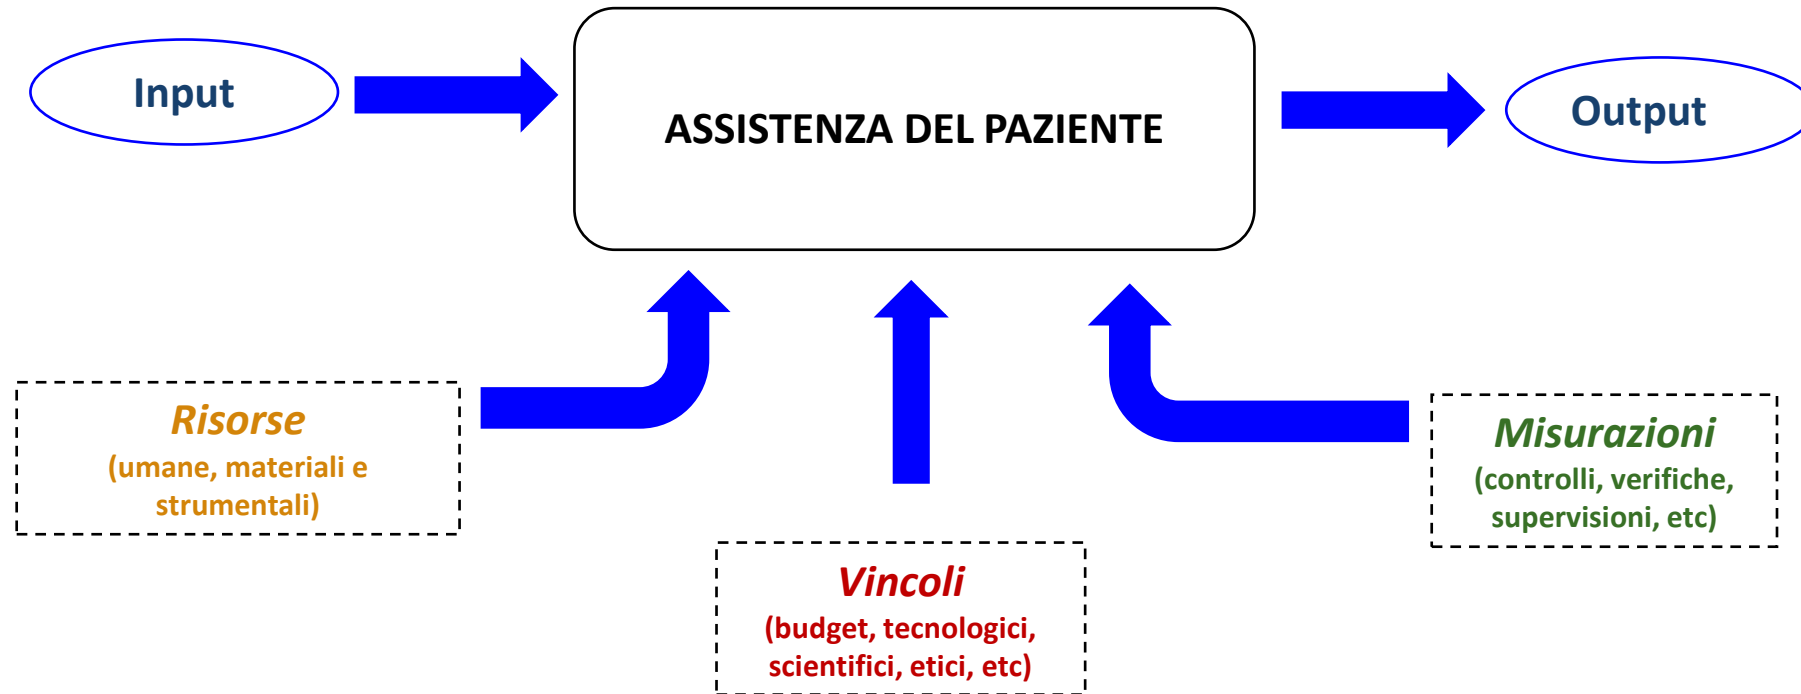 Input
ASSISTENZA DEL PAZIENTE
Output
Risorse
(umane, materiali e
strumentali)
Vincoli
(budget, tecnologici,
scientifici, etici, etc)
Misurazioni
(controlli, verifiche,
supervisioni, etc)